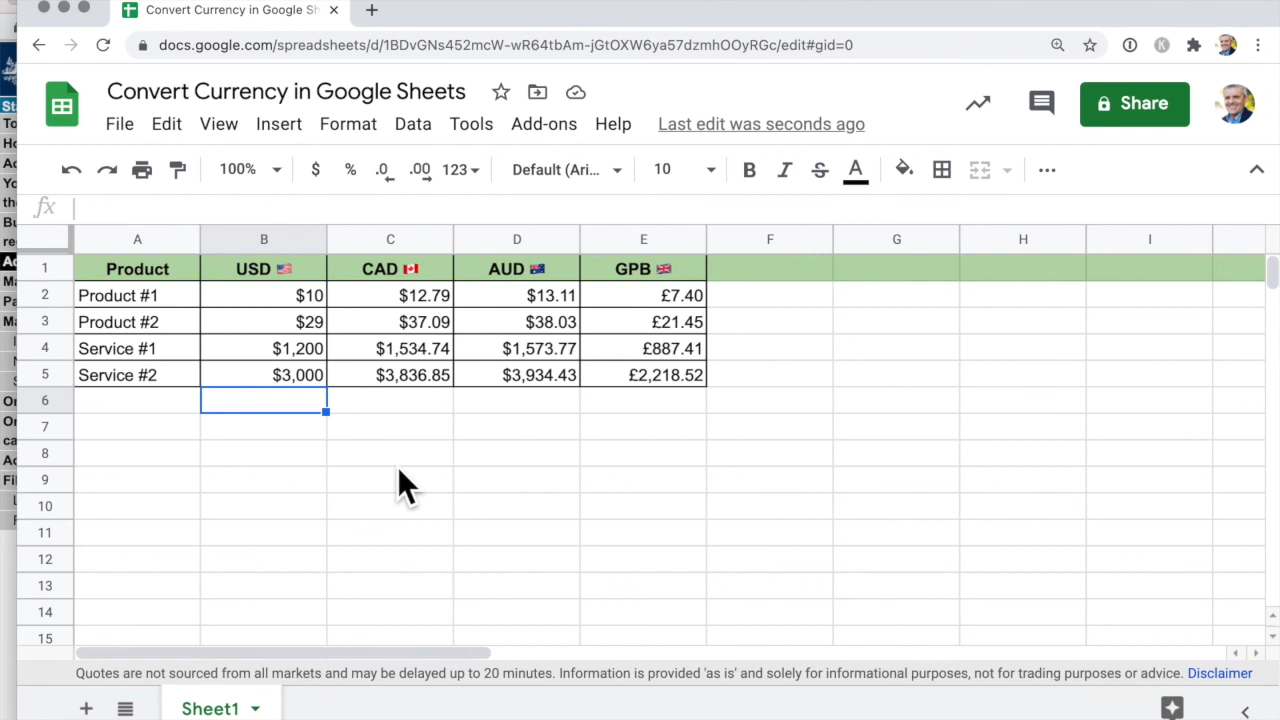 Convert Currency in Google Sh
docs.google.com/spreadsheets/d/1BDvGNs452mcW-wR64tbAm-jGtOXW6ya57dzmhOOyRGc/edit#gid=0
K
Convert Currency in Google Sheets
File Edit View Insert Format Data Tools Add-ons Help Last edit was seconds ago
Share
100% $ % .0 .00 123 Default (Ari... 10 B I S A
fx
A B C D E F G H I
1 Product USD 🇺🇸 CAD 🇨🇦 AUD 🇦🇺 GPB 🇬🇧
2 Product #1 $10 $12.79 $13.11 £7.40
3 Product #2 $29 $37.09 $38.03 £21.45
4 Service #1 $1,200 $1,534.74 $1,573.77 £887.41
5 Service #2 $3,000 $3,836.85 $3,934.43 £2,218.52
6
7
8
9
10
11
12
13
14
15
Quotes are not sourced from all markets and may be delayed up to 20 minutes. Information is provided 'as is' and solely for informational purposes, not for trading purposes or advice. Disclaimer
Sheet1